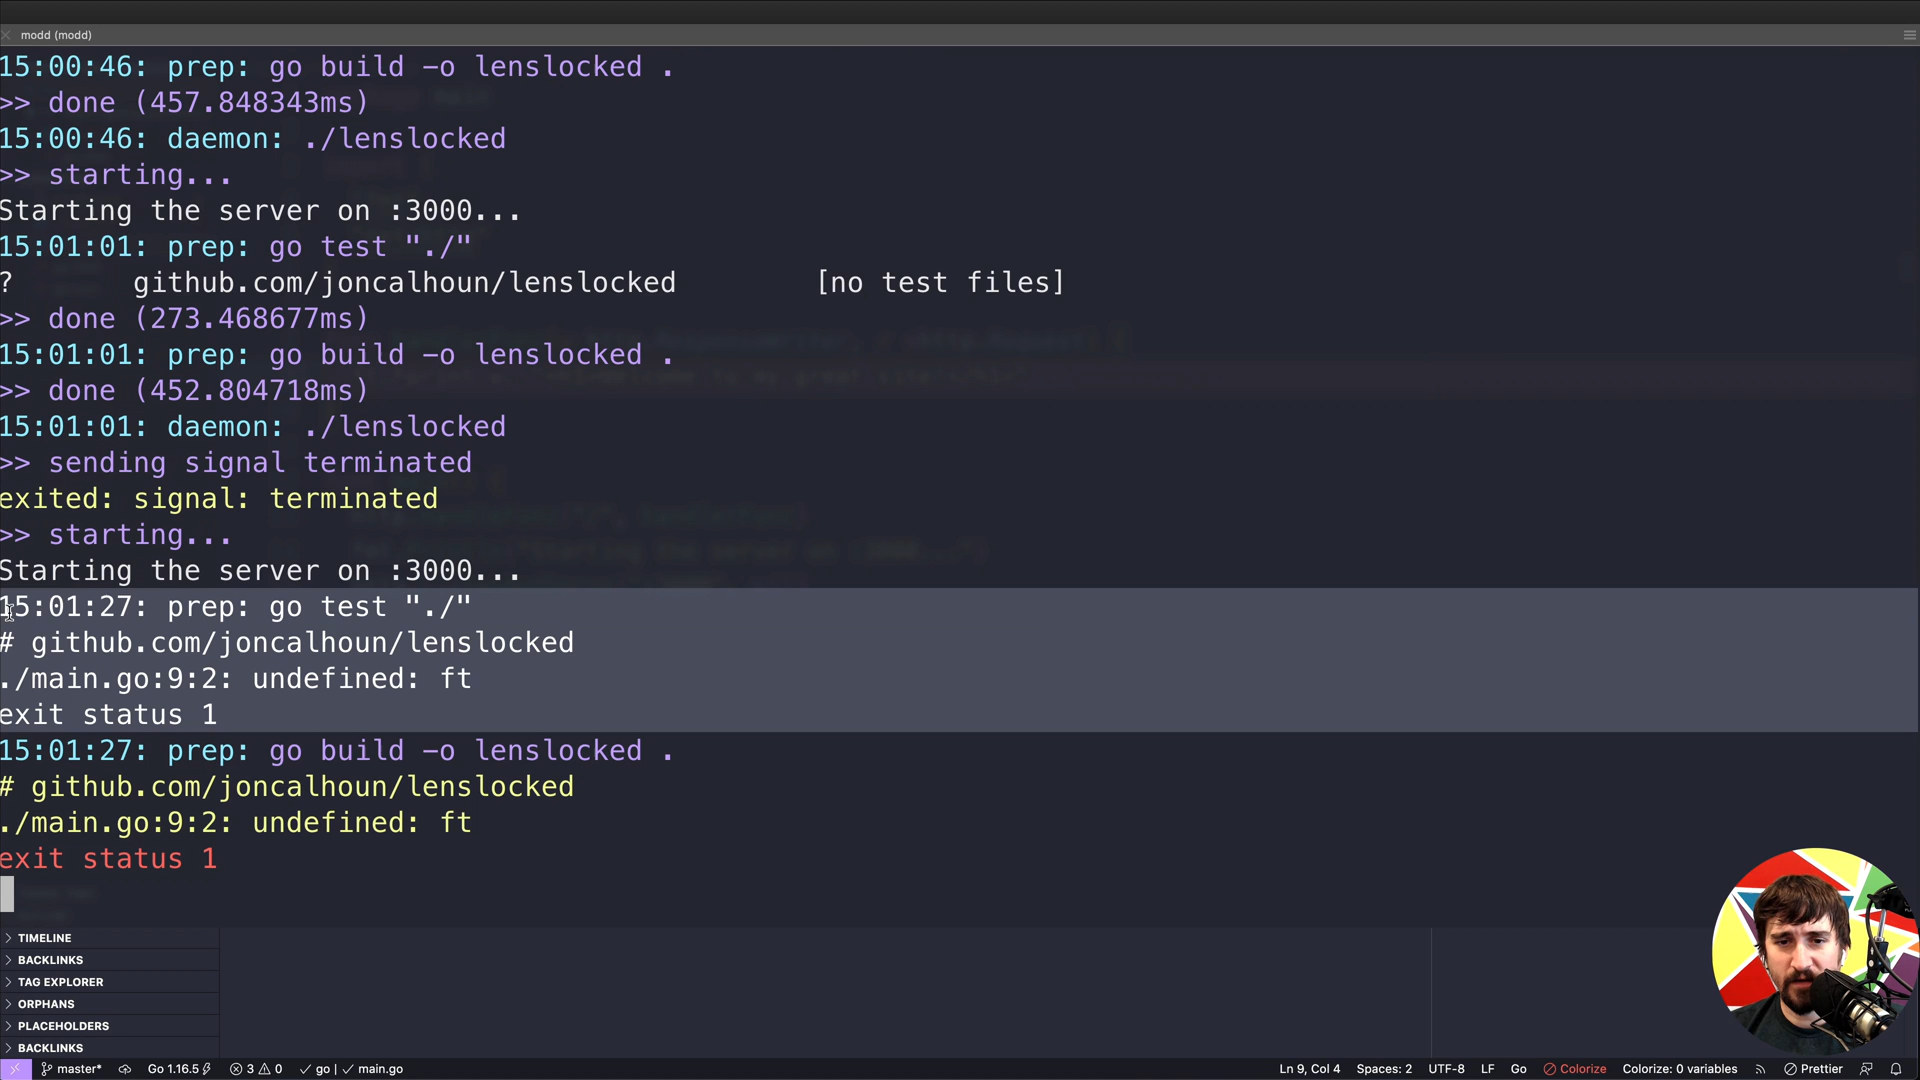 modd (modd)
15:00:46: prep: go build -o lenslocked .
>> done (457.848343ms)
15:00:46: daemon: ./lenslocked
>> starting...
Starting the server on :3000...
15:01:01: prep: go test "./"
? github.com/joncalhoun/lenslocked [no test files]
>> done (273.468677ms)
15:01:01: prep: go build -o lenslocked .
>> done (452.804718ms)
15:01:01: daemon: ./lenslocked
>> sending signal terminated
exited: signal: terminated
>> starting...
Starting the server on :3000...
15:01:27: prep: go test "./"
# github.com/joncalhoun/lenslocked
./main.go:9:2: undefined: ft
exit status 1
15:01:27: prep: go build -o lenslocked .
# github.com/joncalhoun/lenslocked
./main.go:9:2: undefined: ft
exit status 1
TIMELINE
BACKLINKS
TAG EXPLORER
ORPHANS
PLACEHOLDERS
BACKLINKS
master* Go 1.16.5 3 0 go | main.go Ln 9, Col 4 Spaces: 2 UTF-8 LF Go Colorize Colorize: 0 variables Prettier